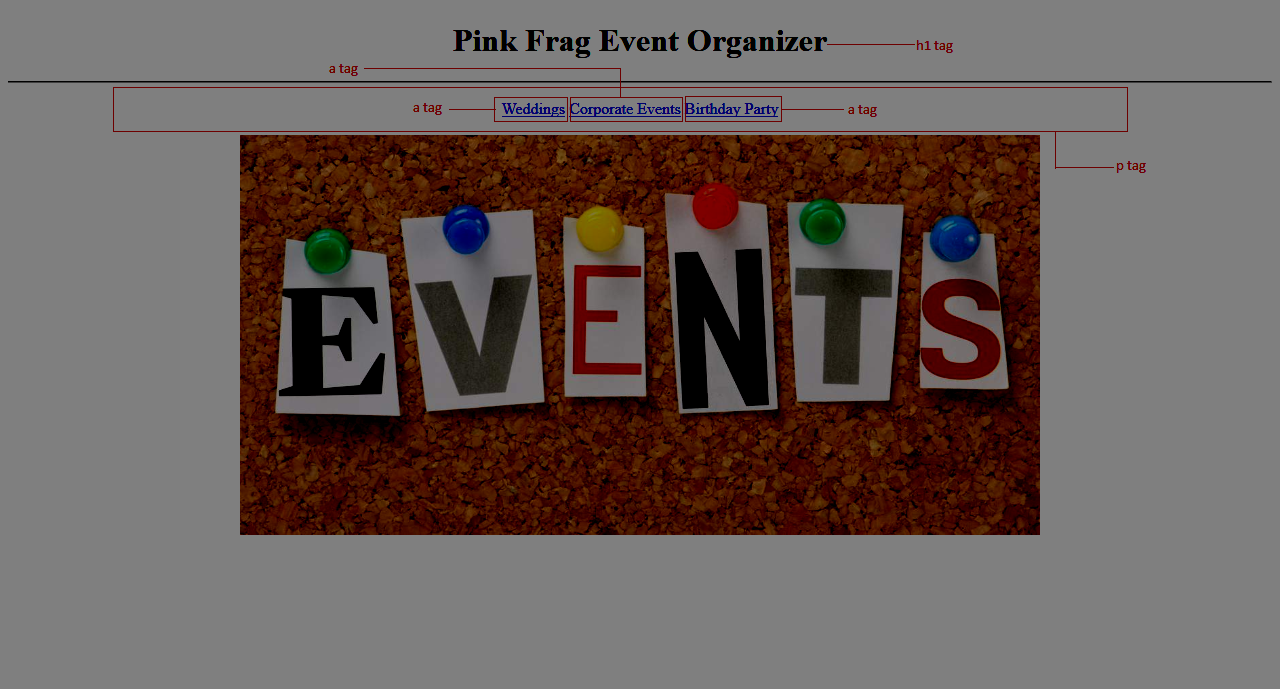 Pink Frag Event Organizer
h1 tag
a tag
a tag
Weddings Corporate Events Birthday Party
a tag
p tag
EVENTS